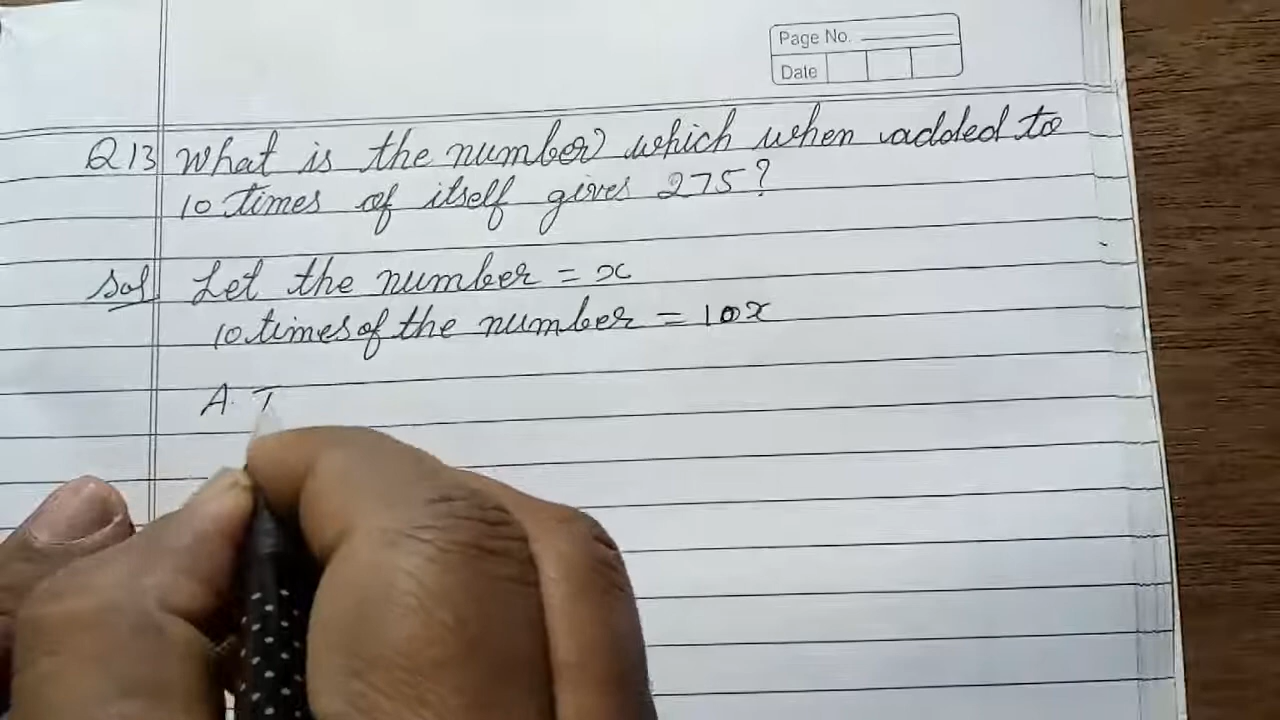 Page No.
Date
Q13 What is the number which when added to
10 times of itself gives 275?
Sol Let the number = x
10 times of the number = 10x
A. T